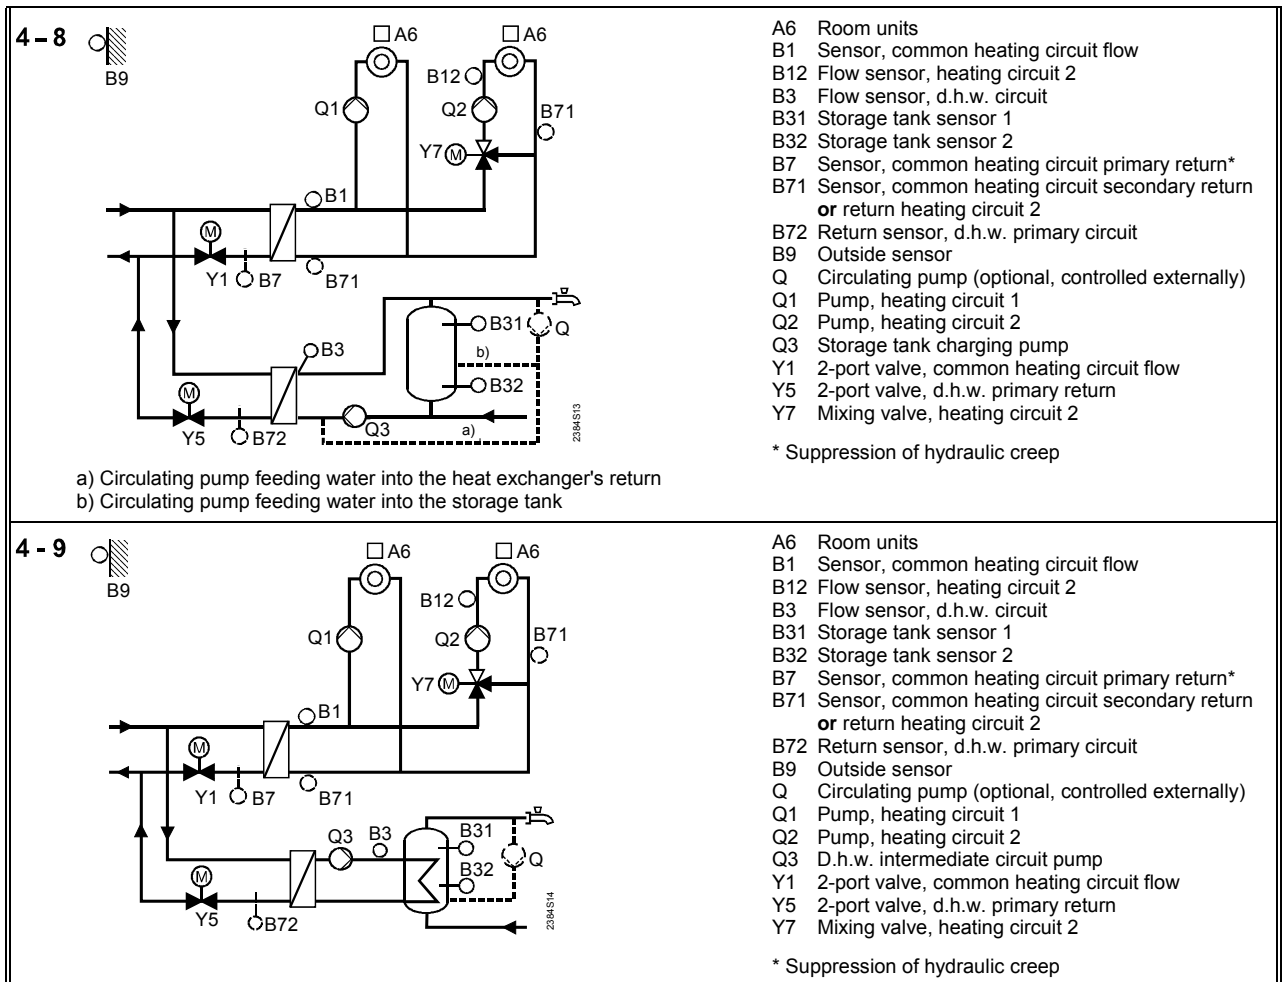 4 – 8
B9
A6
A6
B12
Q1
Q2
B71
Y7
M
B1
M
Y1
B7
B71
B31
Q
B3
b)
B32
M
Y5
B72
Q3
a)
2384S13
a) Circulating pump feeding water into the heat exchanger's return
b) Circulating pump feeding water into the storage tank
A6 Room units
B1 Sensor, common heating circuit flow
B12 Flow sensor, heating circuit 2
B3 Flow sensor, d.h.w. circuit
B31 Storage tank sensor 1
B32 Storage tank sensor 2
B7 Sensor, common heating circuit primary return*
B71 Sensor, common heating circuit secondary return
or return heating circuit 2
B72 Return sensor, d.h.w. primary circuit
B9 Outside sensor
Q Circulating pump (optional, controlled externally)
Q1 Pump, heating circuit 1
Q2 Pump, heating circuit 2
Q3 Storage tank charging pump
Y1 2-port valve, common heating circuit flow
Y5 2-port valve, d.h.w. primary return
Y7 Mixing valve, heating circuit 2
* Suppression of hydraulic creep
4 - 9
B9
A6
A6
B12
Q1
Q2
B71
Y7
M
B1
M
Y1
B7
B71
Q3
B3
B31
B32
Q
M
Y5
B72
2384S14
A6 Room units
B1 Sensor, common heating circuit flow
B12 Flow sensor, heating circuit 2
B3 Flow sensor, d.h.w. circuit
B31 Storage tank sensor 1
B32 Storage tank sensor 2
B7 Sensor, common heating circuit primary return*
B71 Sensor, common heating circuit secondary return
or return heating circuit 2
B72 Return sensor, d.h.w. primary circuit
B9 Outside sensor
Q Circulating pump (optional, controlled externally)
Q1 Pump, heating circuit 1
Q2 Pump, heating circuit 2
Q3 D.h.w. intermediate circuit pump
Y1 2-port valve, common heating circuit flow
Y5 2-port valve, d.h.w. primary return
Y7 Mixing valve, heating circuit 2
* Suppression of hydraulic creep